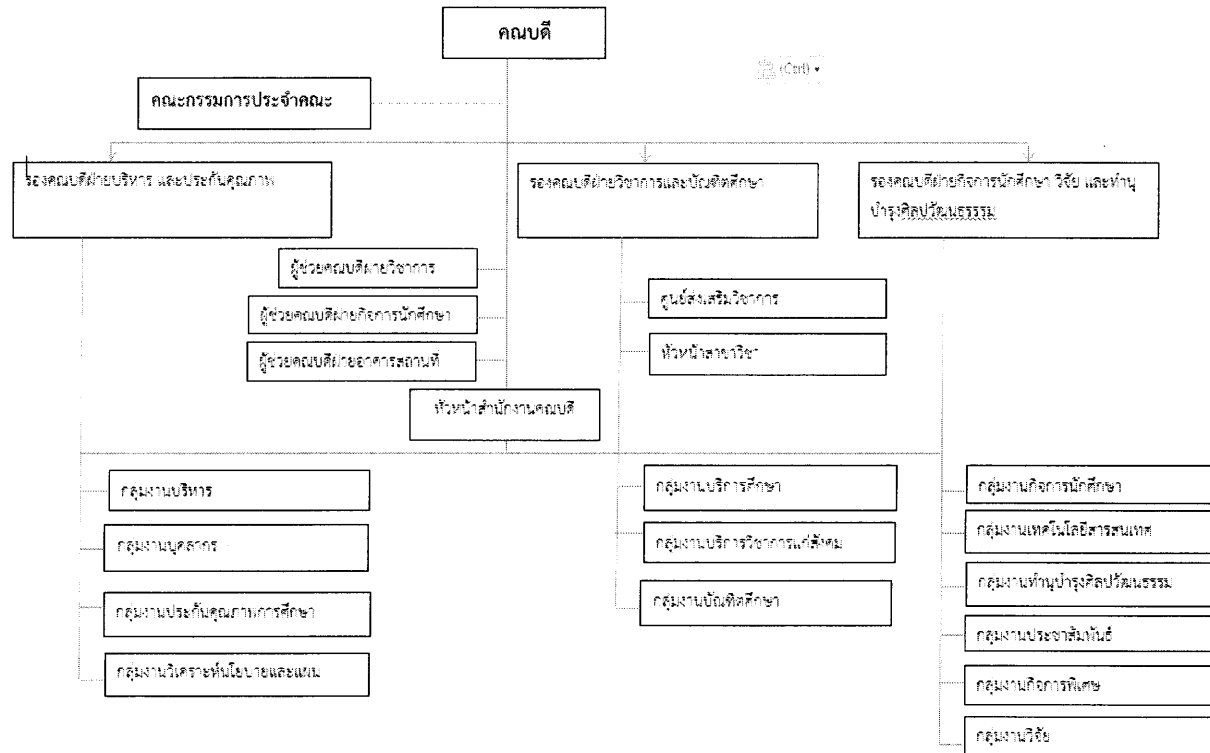 คณบดี
(Ctrl)
คณะกรรมการประจำคณะ
รองคณบดีฝ่ายบริหาร และประกันคุณภาพ
รองคณบดีฝ่ายวิชาการและบัณฑิตศึกษา
รองคณบดีฝ่ายกิจการนักศึกษา วิจัย และทำนุ
บำรุงศิลปวัฒนธรรรม
ผู้ช่วยคณบดีฝ่ายวิชาการ
ผู้ช่วยคณบดีฝ่ายกิจการนักศึกษา
ผู้ช่วยคณบดีฝ่ายอาคารสถานที่
ศูนย์ส่งเสริมวิชาการ
หัวหน้าสาขาวิชา
หัวหน้าสำนักงานคณบดี
กลุ่มงานบริหาร
กลุ่มงานบุคลากร
กลุ่มงานประกันคุณภาพการศึกษา
กลุ่มงานวิเคราะห์นโยบายและแผน
กลุ่มงานบริการศึกษา
กลุ่มงานบริการวิชาการแก่สังคม
กลุ่มงานบัณฑิตศึกษา
กลุ่มงานกิจการนักศึกษา
กลุ่มงานเทคโนโลยีสารสนเทศ
กลุ่มงานทำนุบำรุงศิลปวัฒนธรรม
กลุ่มงานประชาสัมพันธ์
กลุ่มงานกิจการพิเศษ
กลุ่มงานวิจัย